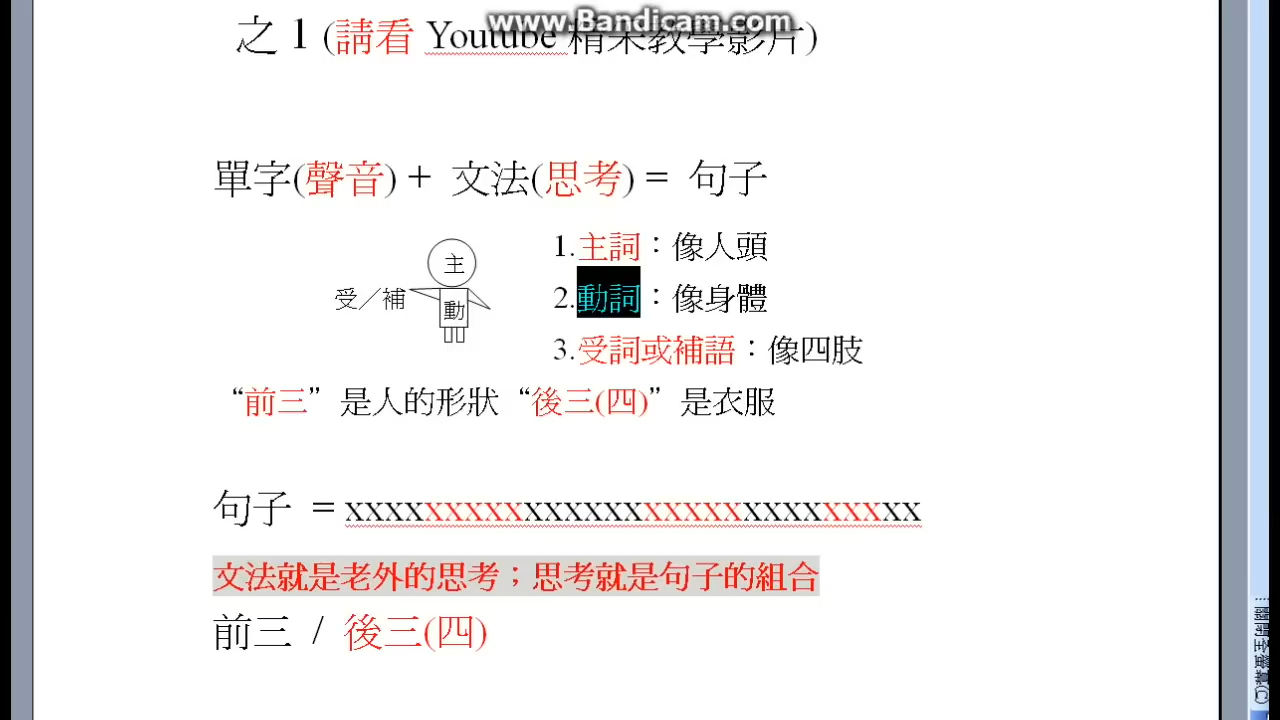 www.Bandicam.com
之 1 (請看 Youtube 精采教學影片)
單字(聲音) + 文法(思考) = 句子
主
受／補
動
1.主詞：像人頭
2.動詞：像身體
3.受詞或補語：像四肢
“前三”是人的形狀“後三(四)”是衣服
句子 = xxxxxxxxxxxxxxxxxxxxxxxxxxxxx
文法就是老外的思考；思考就是句子的組合
前三 / 後三(四)